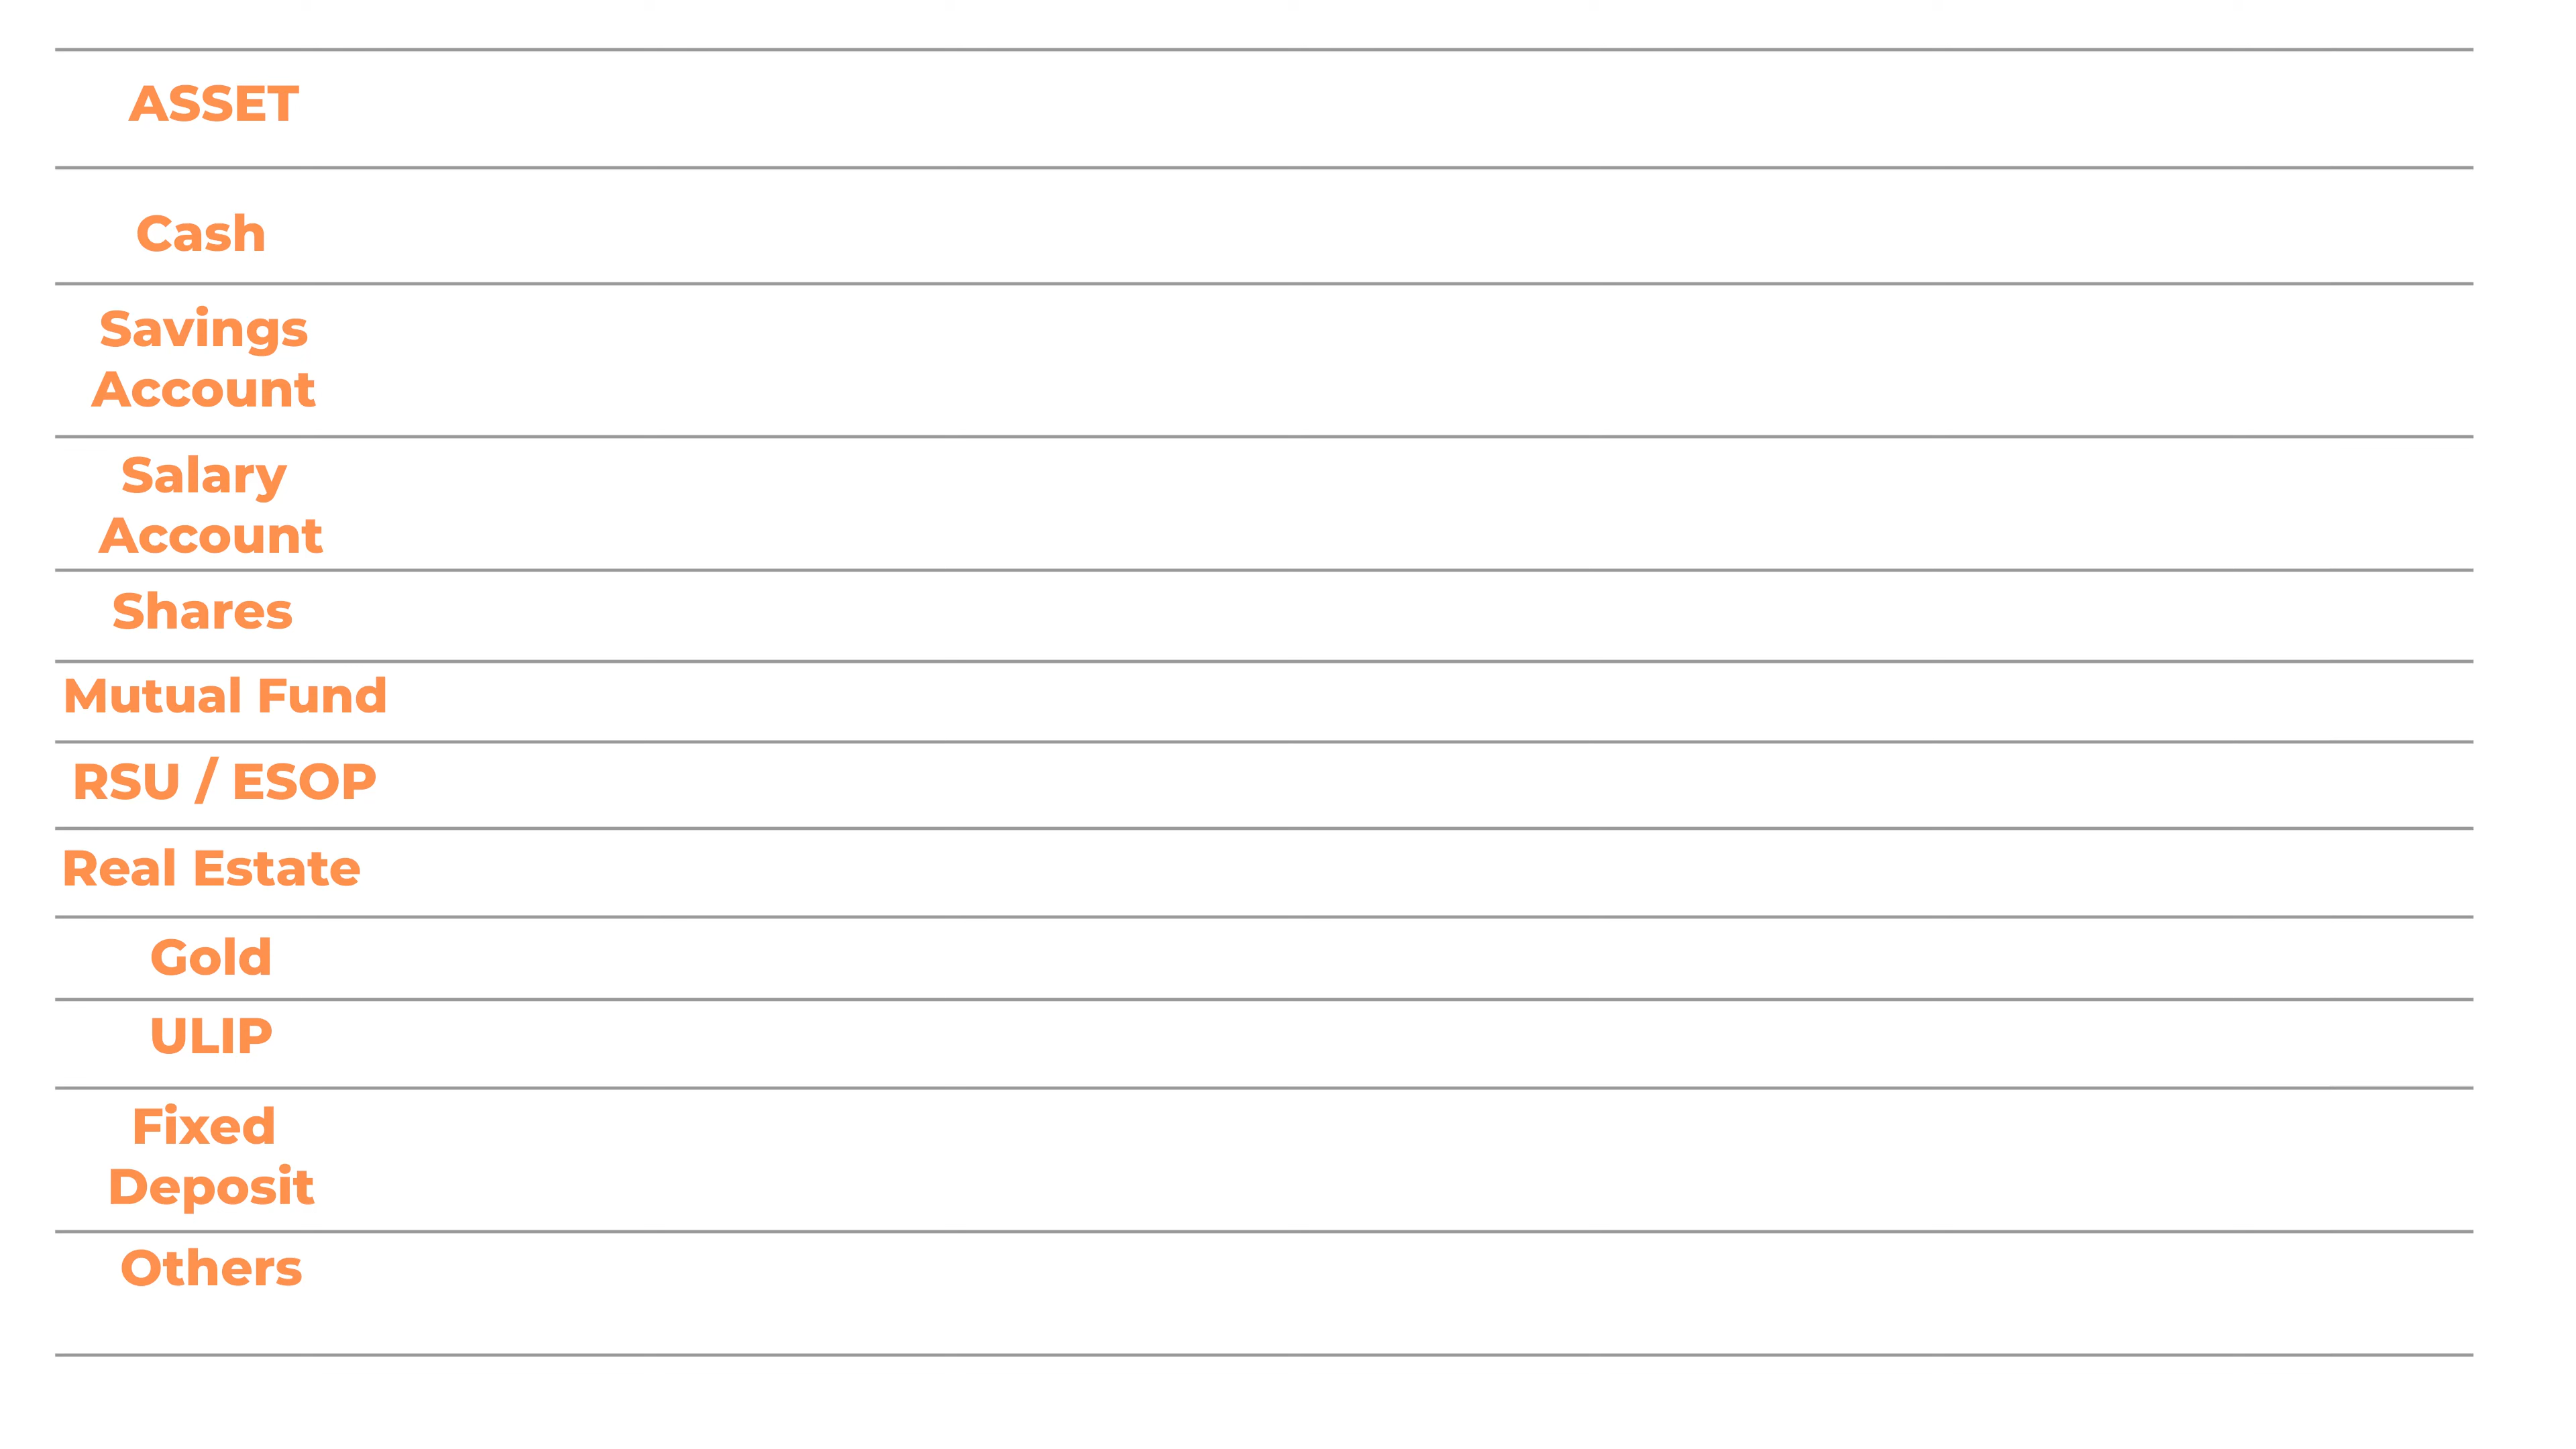 ASSET
Cash
Savings
Account
Salary
Account
Shares
Mutual Fund
RSU / ESOP
Real Estate
Gold
ULIP
Fixed
Deposit
Others